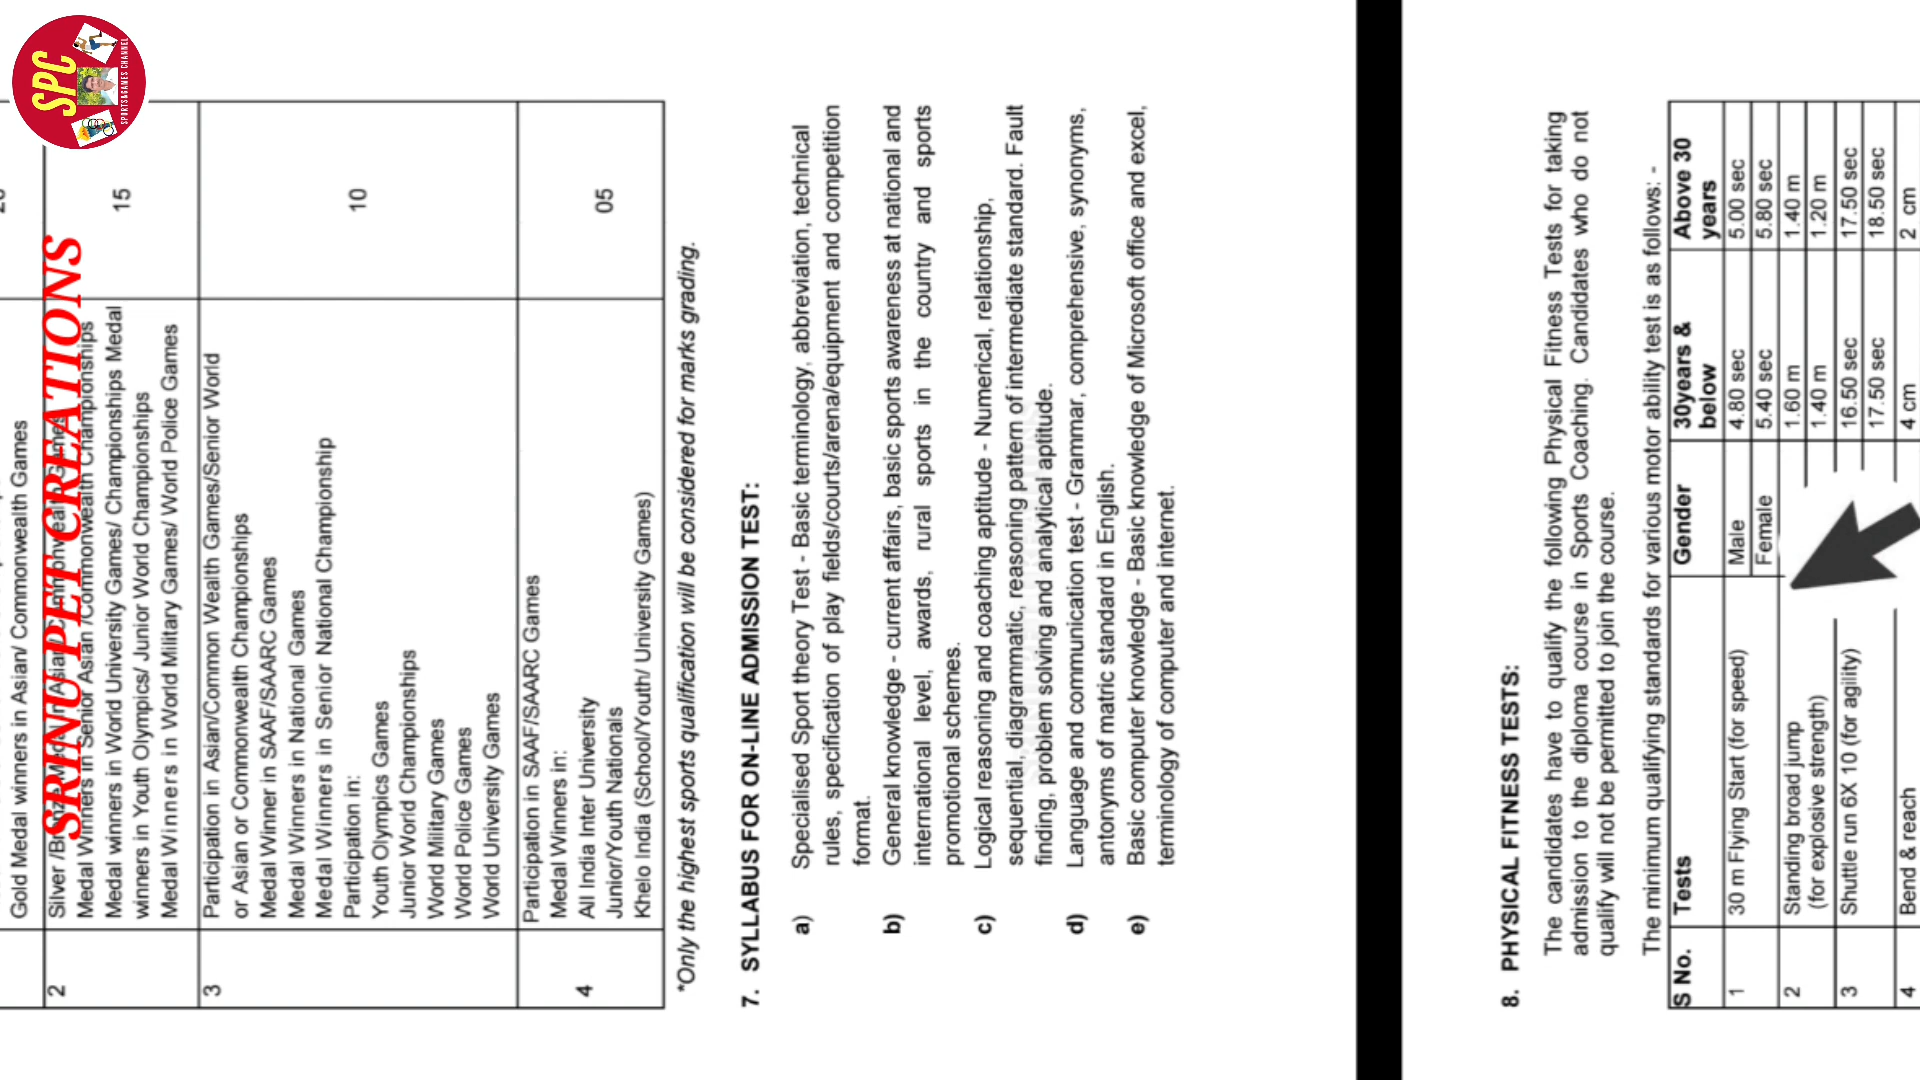 SPC
SPORTS&GAMES CHANNEL
SRINU PET CREATIONS
Gold Medal winners in Asian/ Commonwealth Games
2
Silver /Bronze Medal in Asian/ Commonwealth Games
Medal Winners in Senior Asian /Commonwealth Championships
Medal winners in World University Games/ Championships Medal
winners in Youth Olympics/ Junior World Championships
Medal Winners in World Military Games/ World Police Games
15
3
Participation in Asian/Common Wealth Games/Senior World
or Asian or Commonwealth Championships
Medal Winner in SAAF/SAARC Games
Medal Winners in National Games
Medal Winners in Senior National Championship
Participation in:
Youth Olympics Games
Junior World Championships
World Military Games
World Police Games
World University Games
10
4
Participation in SAAF/SAARC Games
Medal Winners in:
All India Inter University
Junior/Youth Nationals
Khelo India (School/Youth/ University Games)
05
*Only the highest sports qualification will be considered for marks grading.
7. SYLLABUS FOR ON-LINE ADMISSION TEST:
a) Specialised Sport theory Test - Basic terminology, abbreviation, technical
rules, specification of play fields/courts/arena/equipment and competition
format.
b) General knowledge - current affairs, basic sports awareness at national and
international level, awards, rural sports in the country and sports
promotional schemes.
c) Logical reasoning and coaching aptitude - Numerical, relationship,
sequential, diagrammatic, reasoning pattern of intermediate standard. Fault
finding, problem solving and analytical aptitude.
d) Language and communication test - Grammar, comprehensive, synonyms,
antonyms of matric standard in English.
e) Basic computer knowledge - Basic knowledge of Microsoft office and excel,
terminology of computer and internet.
8. PHYSICAL FITNESS TESTS:
The candidates have to qualify the following Physical Fitness Tests for taking
admission to the diploma course in Sports Coaching. Candidates who do not
qualify will not be permitted to join the course.
The minimum qualifying standards for various motor ability test is as follows: -
S No. Tests Gender 30years & below Above 30 years
1 30 m Flying Start (for speed) Male 4.80 sec 5.00 sec
Female 5.40 sec 5.80 sec
2 Standing broad jump 1.60 m 1.40 m
(for explosive strength) 1.40 m 1.20 m
3 Shuttle run 6X 10 (for agility) 16.50 sec 17.50 sec
17.50 sec 18.50 sec
4 Bend & reach 4 cm 2 cm